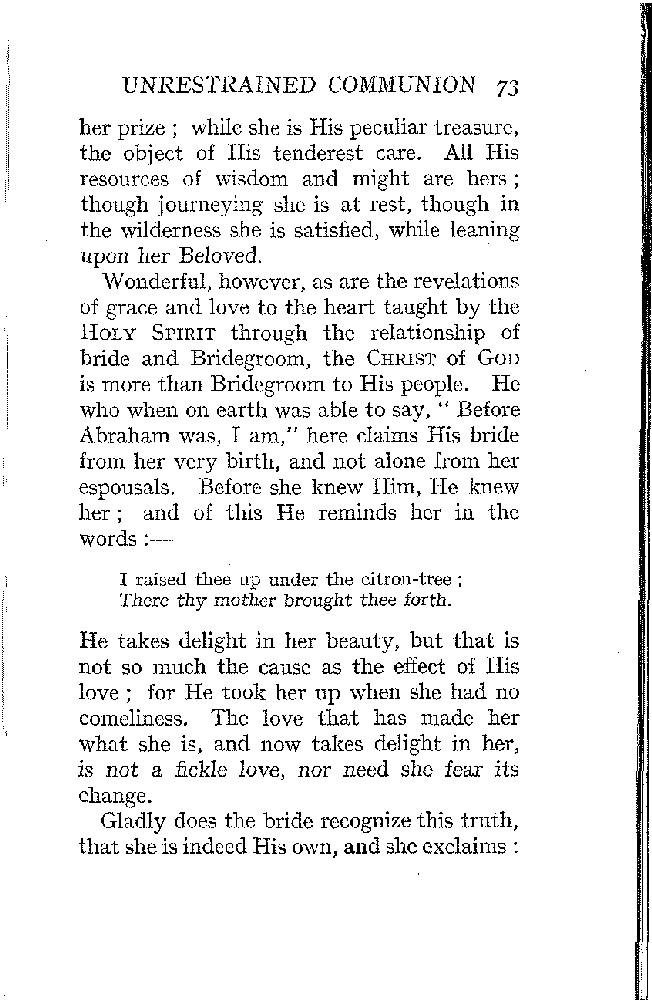 UNRESTRAINED COMMUNION 73
her prize ; while she is His peculiar treasure,
the object of His tenderest care. All His
resources of wisdom and might are hers ;
though journeying she is at rest, though in
the wilderness she is satisfied, while leaning
upon her Beloved.
Wonderful, however, as are the revelations
of grace and love to the heart taught by the
HOLY SPIRIT through the relationship of
bride and Bridegroom, the CHRIST of GOD
is more than Bridegroom to His people. He
who when on earth was able to say, “ Before
Abraham was, I am,” here claims His bride
from her very birth, and not alone from her
espousals. Before she knew Him, He knew
her ; and of this He reminds her in the
words :—
I raised thee up under the citron-tree ;
There thy mother brought thee forth.
He takes delight in her beauty, but that is
not so much the cause as the effect of His
love ; for He took her up when she had no
comeliness. The love that has made her
what she is, and now takes delight in her,
is not a fickle love, nor need she fear its
change.
Gladly does the bride recognize this truth,
that she is indeed His own, and she exclaims :